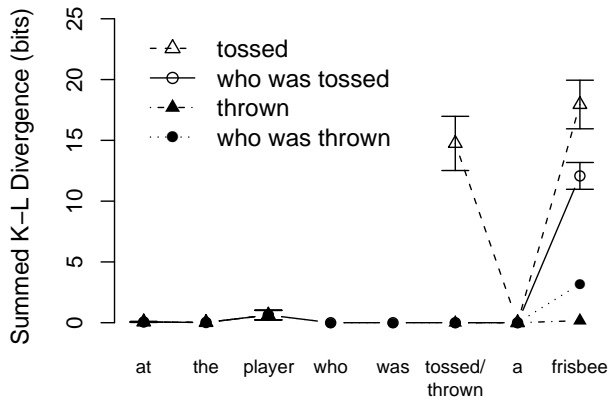 Summed K−L Divergence (bits)
25
20
15
10
5
0
tossed
who was tossed
thrown
who was thrown
at the player who was tossed/ a frisbee
thrown